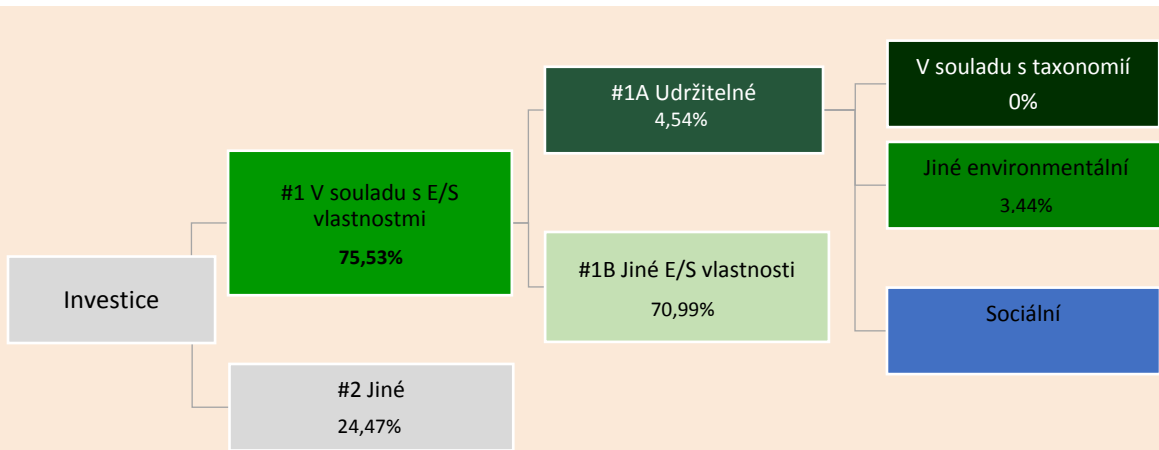 Investice
#1 V souladu s E/S
vlastnostmi
75,53%
#2 Jiné
24,47%
#1A Udržitelné
4,54%
#1B Jiné E/S vlastnosti
70,99%
V souladu s taxonomií
0%
Jiné environmentální
3,44%
Sociální